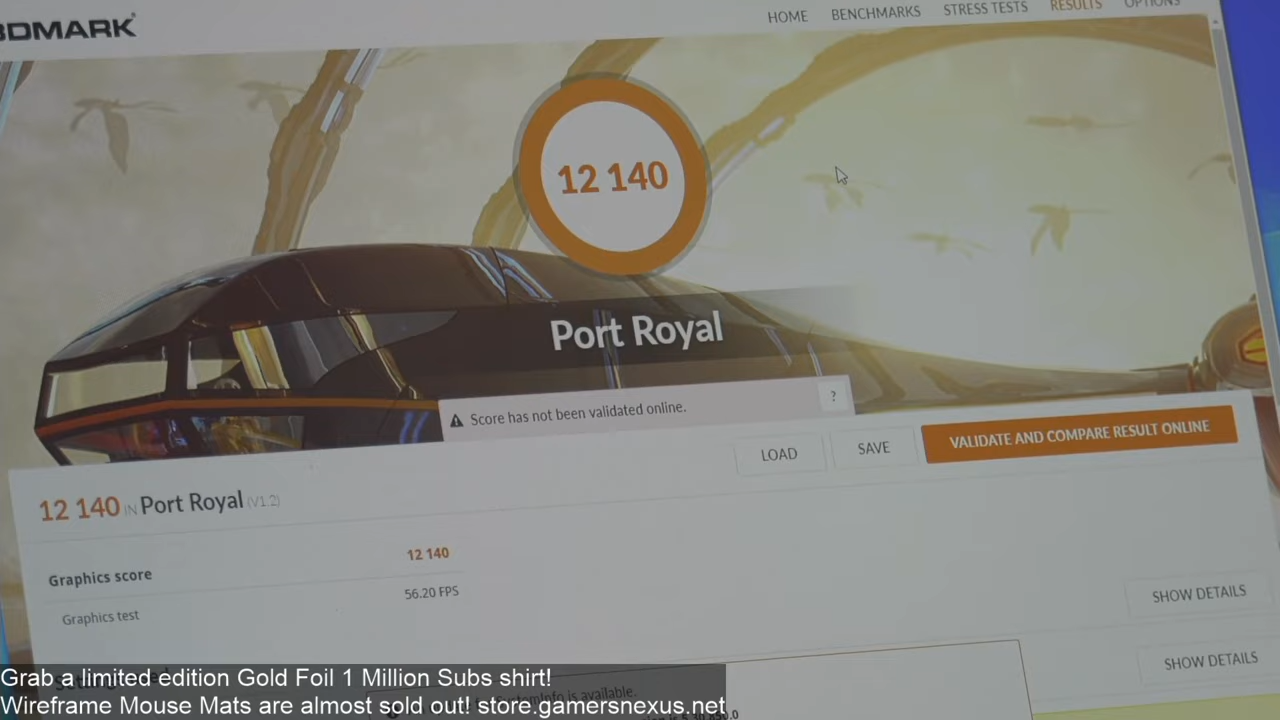 3DMARK
HOME BENCHMARKS STRESS TESTS RESULTS OPTIONS
12 140
Port Royal
Score has not been validated online. ?
LOAD SAVE VALIDATE AND COMPARE RESULT ONLINE
12 140 IN Port Royal (V1.2)
Graphics score 12 140
Graphics test 56.20 FPS
SHOW DETAILS
SHOW DETAILS
SystemInfo is available.
Grab a limited edition Gold Foil 1 Million Subs shirt!
Wireframe Mouse Mats are almost sold out! store.gamersnexus.net